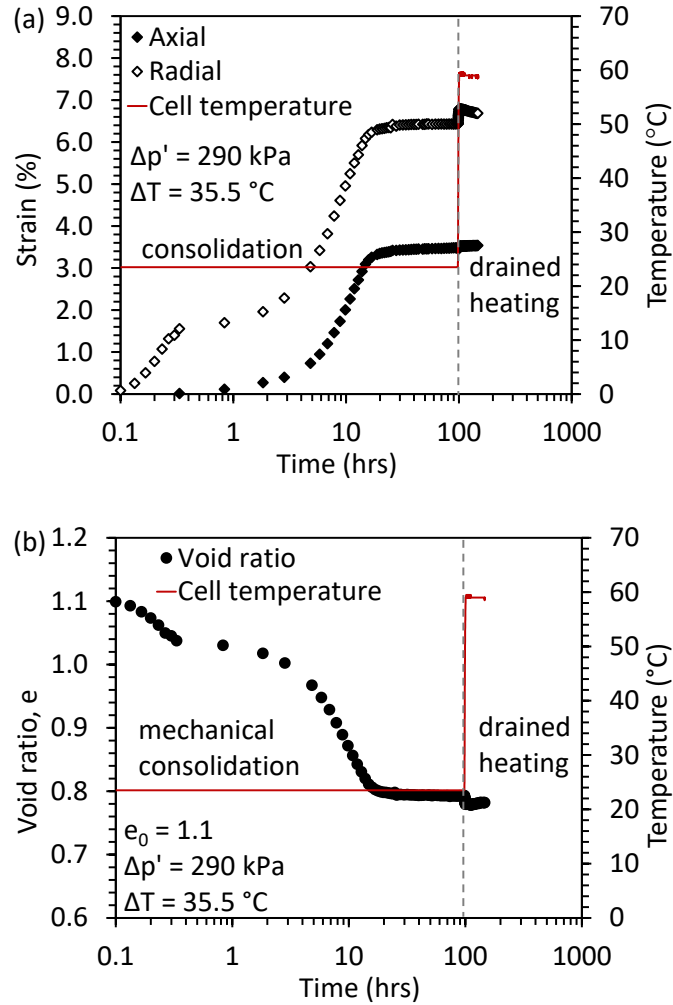 (a)
9.0
8.0
7.0
6.0
5.0
4.0
3.0
2.0
1.0
0.0
Strain (%)
Axial
Radial
Cell temperature
Δp' = 290 kPa
ΔT = 35.5 °C
consolidation
drained
heating
70
60
50
40
30
20
10
0
Temperature (°C)
0.1 1 10 100 1000
Time (hrs)
(b)
1.2
1.1
1.0
0.9
0.8
0.7
0.6
Void ratio, e
Void ratio
Cell temperature
mechanical
consolidation
drained
heating
e₀ = 1.1
Δp' = 290 kPa
ΔT = 35.5 °C
70
60
50
40
30
20
10
0
Temperature (°C)
0.1 1 10 100 1000
Time (hrs)